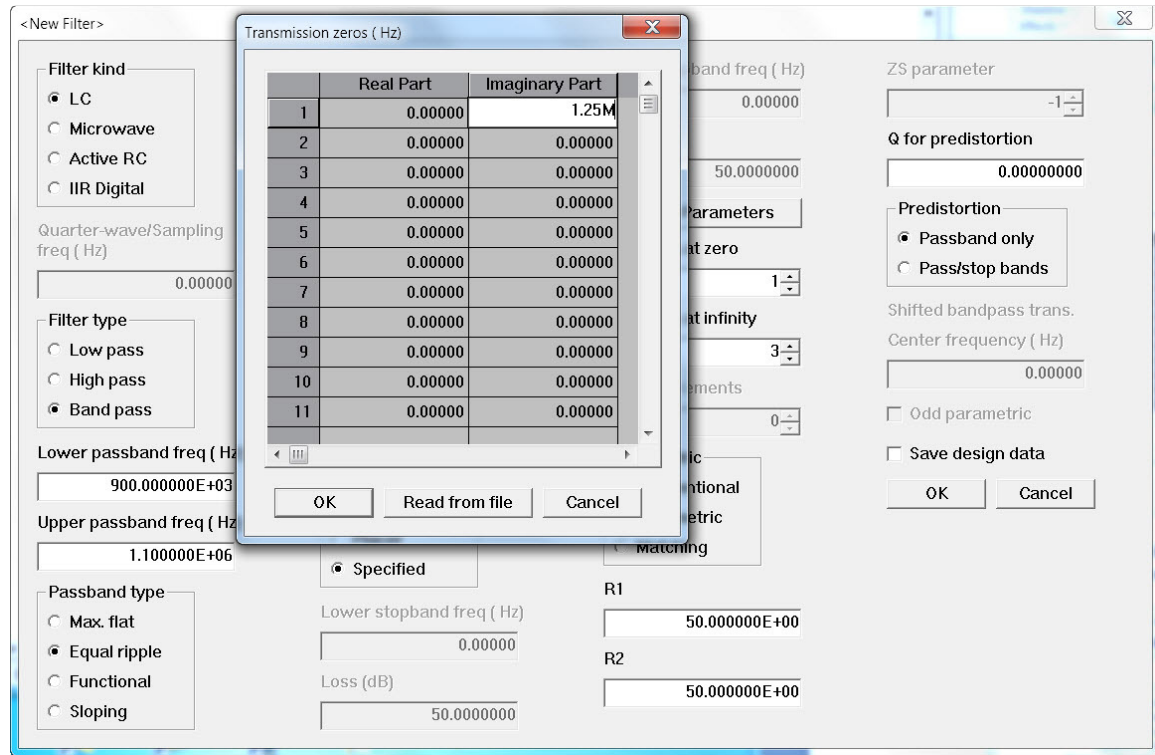 <New Filter>
Transmission zeros ( Hz)
X
Real Part Imaginary Part
1 0.00000 1.25M
2 0.00000 0.00000
3 0.00000 0.00000
4 0.00000 0.00000
5 0.00000 0.00000
6 0.00000 0.00000
7 0.00000 0.00000
8 0.00000 0.00000
9 0.00000 0.00000
10 0.00000 0.00000
11 0.00000 0.00000
OK Read from file Cancel
Filter kind
LC
Microwave
Active RC
IIR Digital
Quarter-wave/Sampling
freq ( Hz)
0.00000
Filter type
Low pass
High pass
Band pass
Lower passband freq ( Hz
900.000000E+03
Upper passband freq ( Hz
1.100000E+06
Passband type
Max. flat
Equal ripple
Functional
Sloping
Specified
Lower stopband freq ( Hz)
0.00000
Loss (dB)
50.0000000
band freq ( Hz)
0.00000
50.0000000
Parameters
at zero
1
at infinity
3
ements
0
ic
ntional
etric
Matching
R1
50.000000E+00
R2
50.000000E+00
ZS parameter
-1
Q for predistortion
0.00000000
Predistortion
Passband only
Pass/stop bands
Shifted bandpass trans.
Center frequency ( Hz)
0.00000
Odd parametric
Save design data
OK Cancel